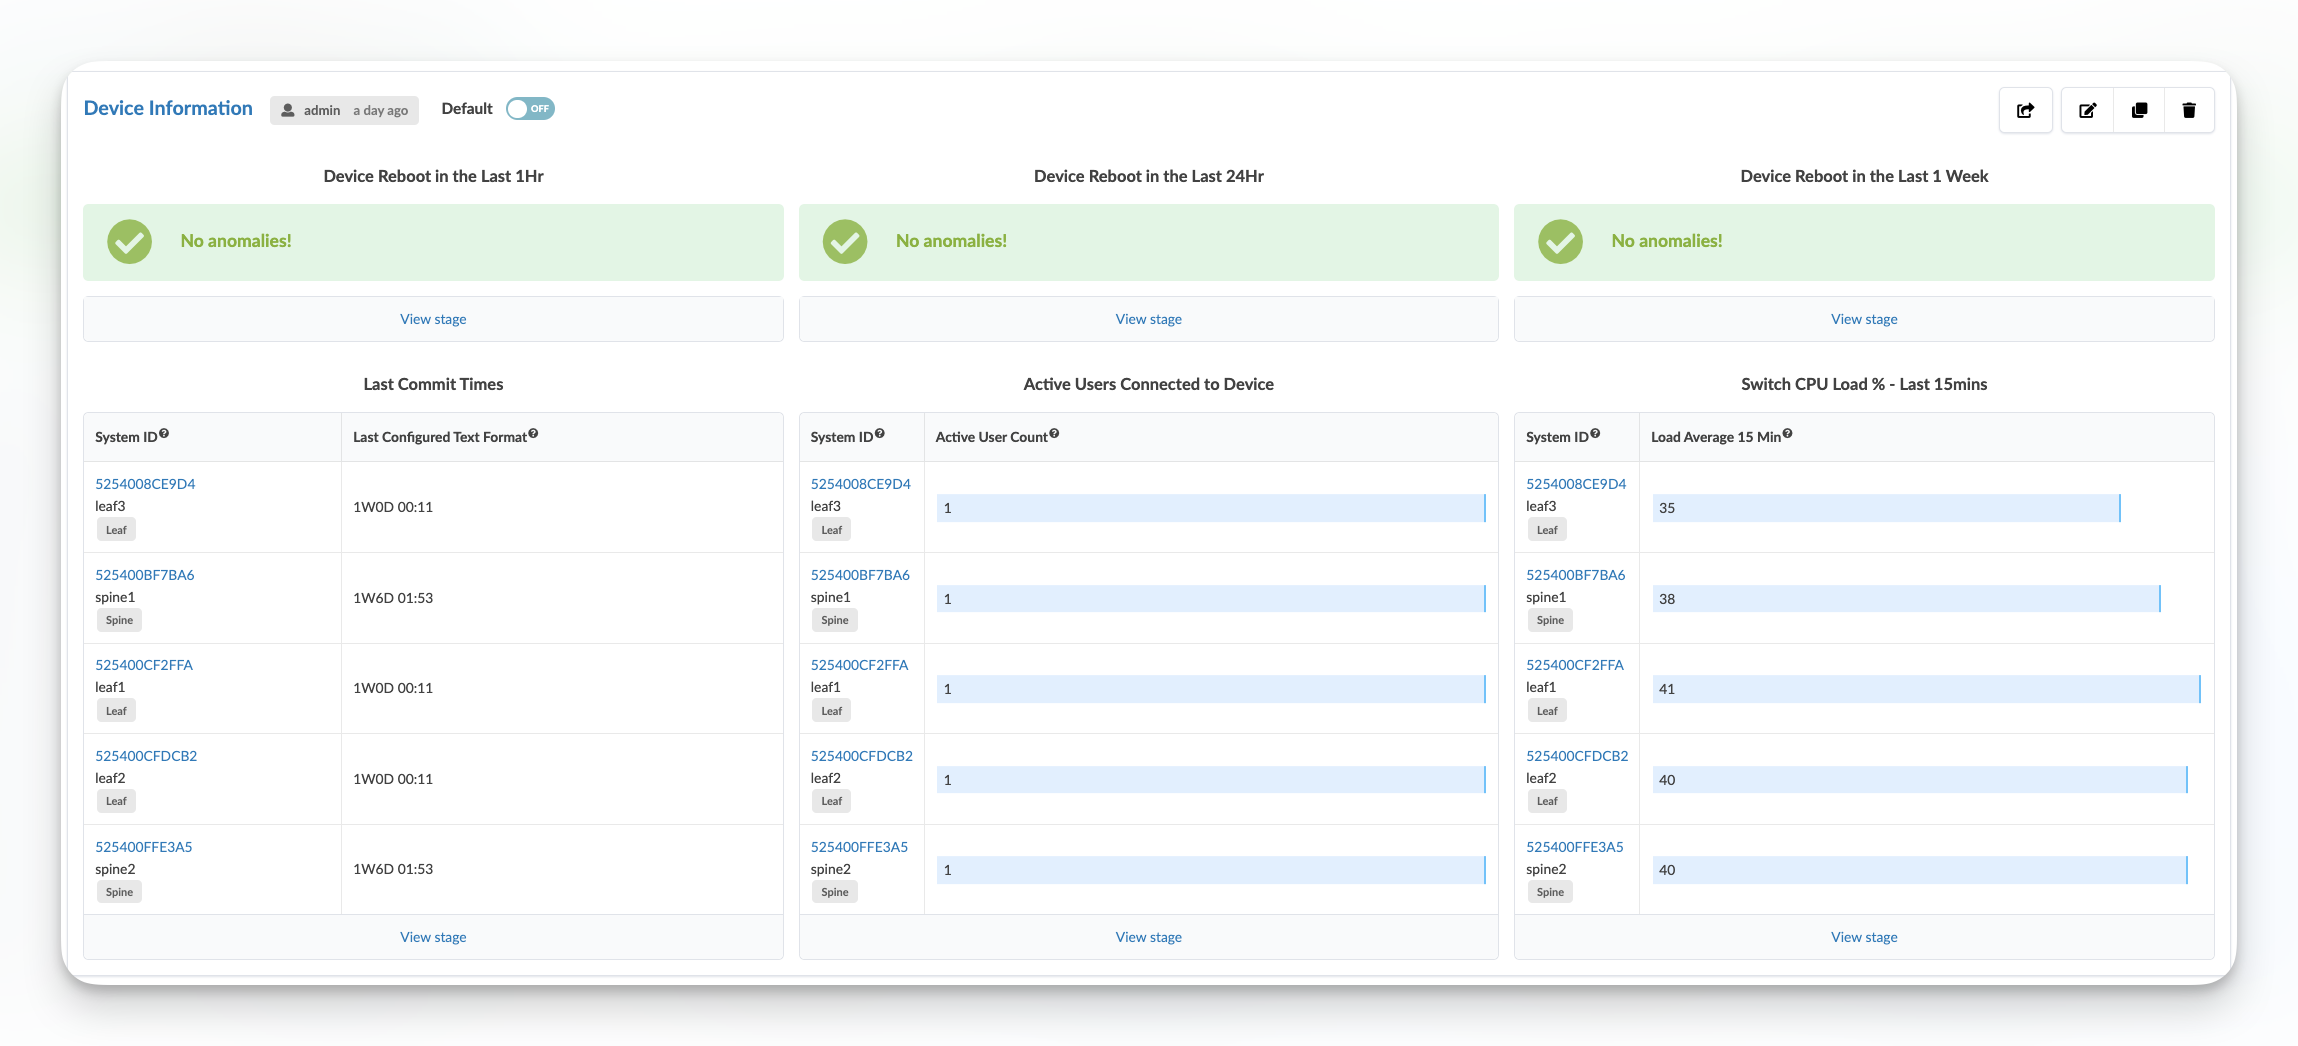 Device Information
admin a day ago
Default
OFF
Device Reboot in the Last 1Hr
No anomalies!
View stage
Device Reboot in the Last 24Hr
No anomalies!
View stage
Device Reboot in the Last 1 Week
No anomalies!
View stage
Last Commit Times
System ID Last Configured Text Format
5254008CE9D4
leaf3
Leaf
1W0D 00:11
525400BF7BA6
spine1
Spine
1W6D 01:53
525400CF2FFA
leaf1
Leaf
1W0D 00:11
525400CFDCB2
leaf2
Leaf
1W0D 00:11
525400FFE3A5
spine2
Spine
1W6D 01:53
View stage
Active Users Connected to Device
System ID Active User Count
5254008CE9D4
leaf3
Leaf
1
525400BF7BA6
spine1
Spine
1
525400CF2FFA
leaf1
Leaf
1
525400CFDCB2
leaf2
Leaf
1
525400FFE3A5
spine2
Spine
1
View stage
Switch CPU Load % - Last 15mins
System ID Load Average 15 Min
5254008CE9D4
leaf3
Leaf
35
525400BF7BA6
spine1
Spine
38
525400CF2FFA
leaf1
Leaf
41
525400CFDCB2
leaf2
Leaf
40
525400FFE3A5
spine2
Spine
40
View stage